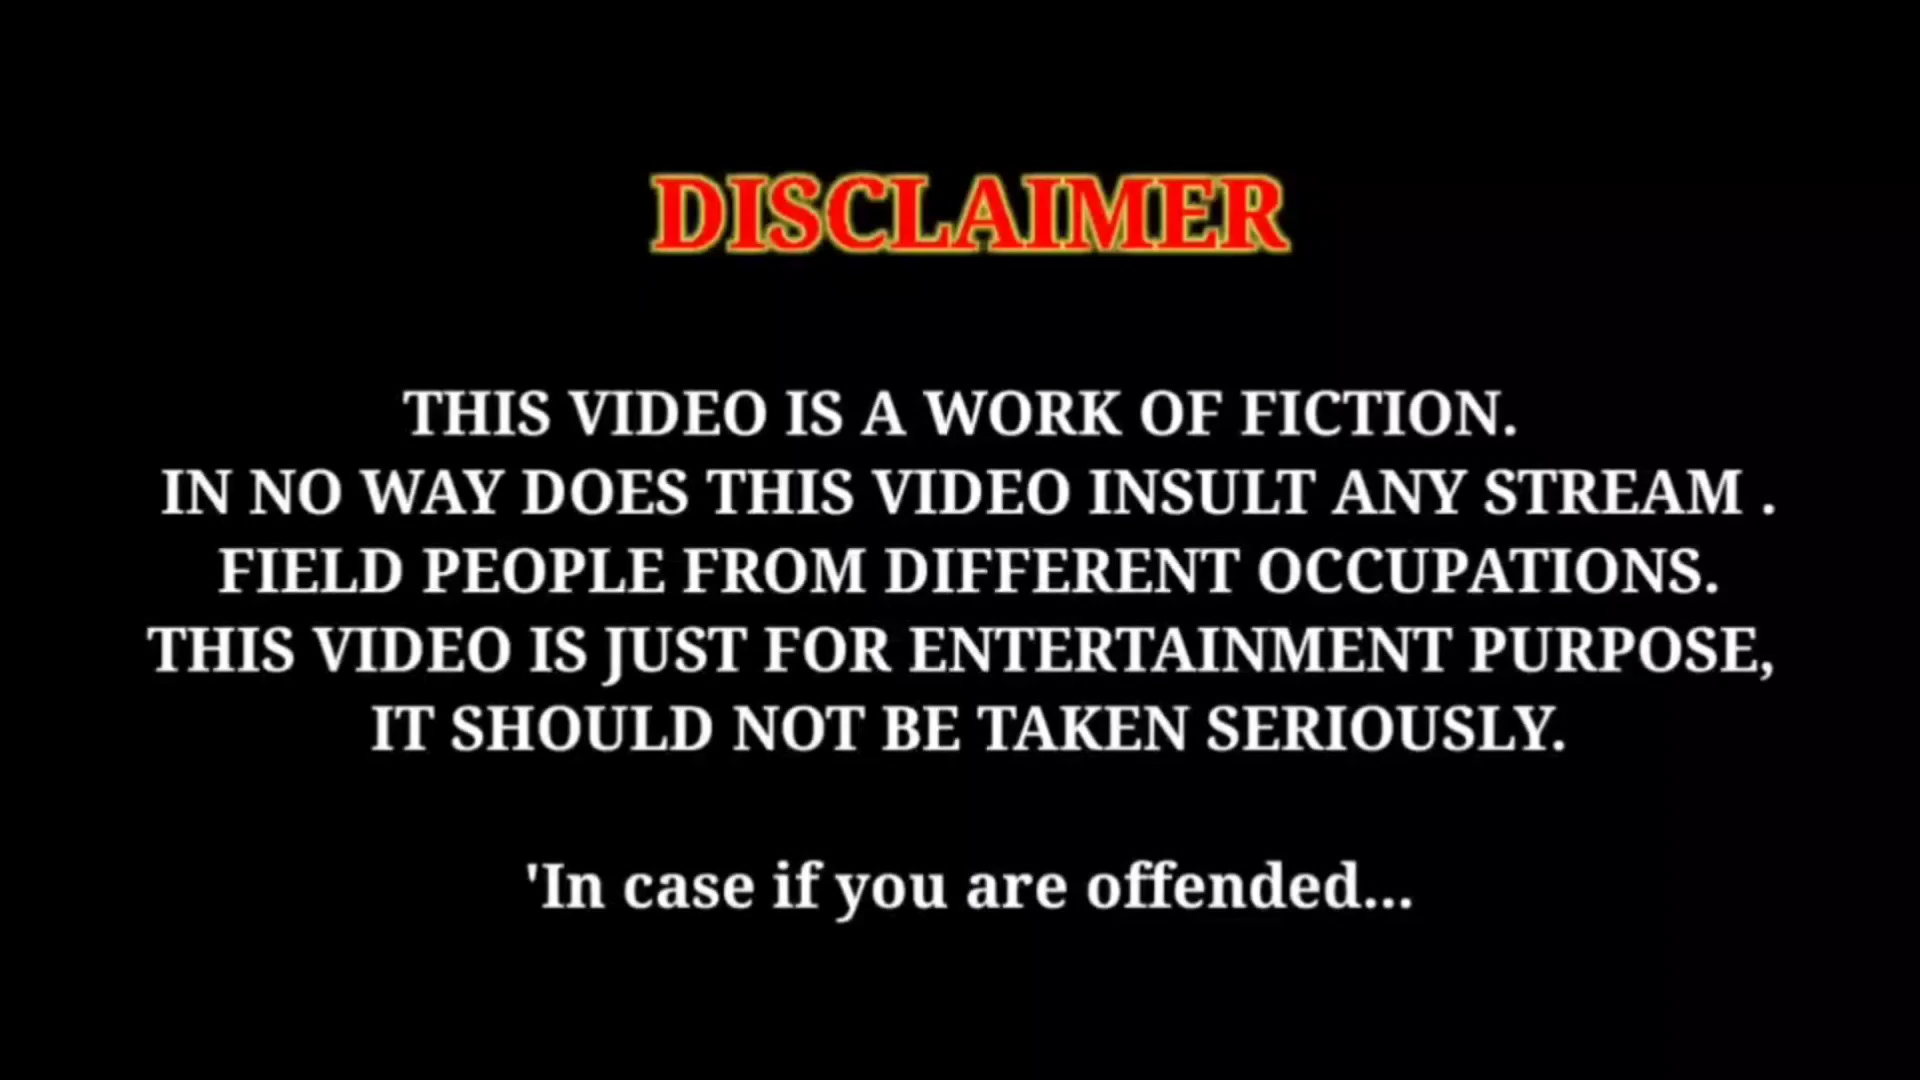 DISCLAIMER
THIS VIDEO IS A WORK OF FICTION.
IN NO WAY DOES THIS VIDEO INSULT ANY STREAM .
FIELD PEOPLE FROM DIFFERENT OCCUPATIONS.
THIS VIDEO IS JUST FOR ENTERTAINMENT PURPOSE,
IT SHOULD NOT BE TAKEN SERIOUSLY.
'In case if you are offended...